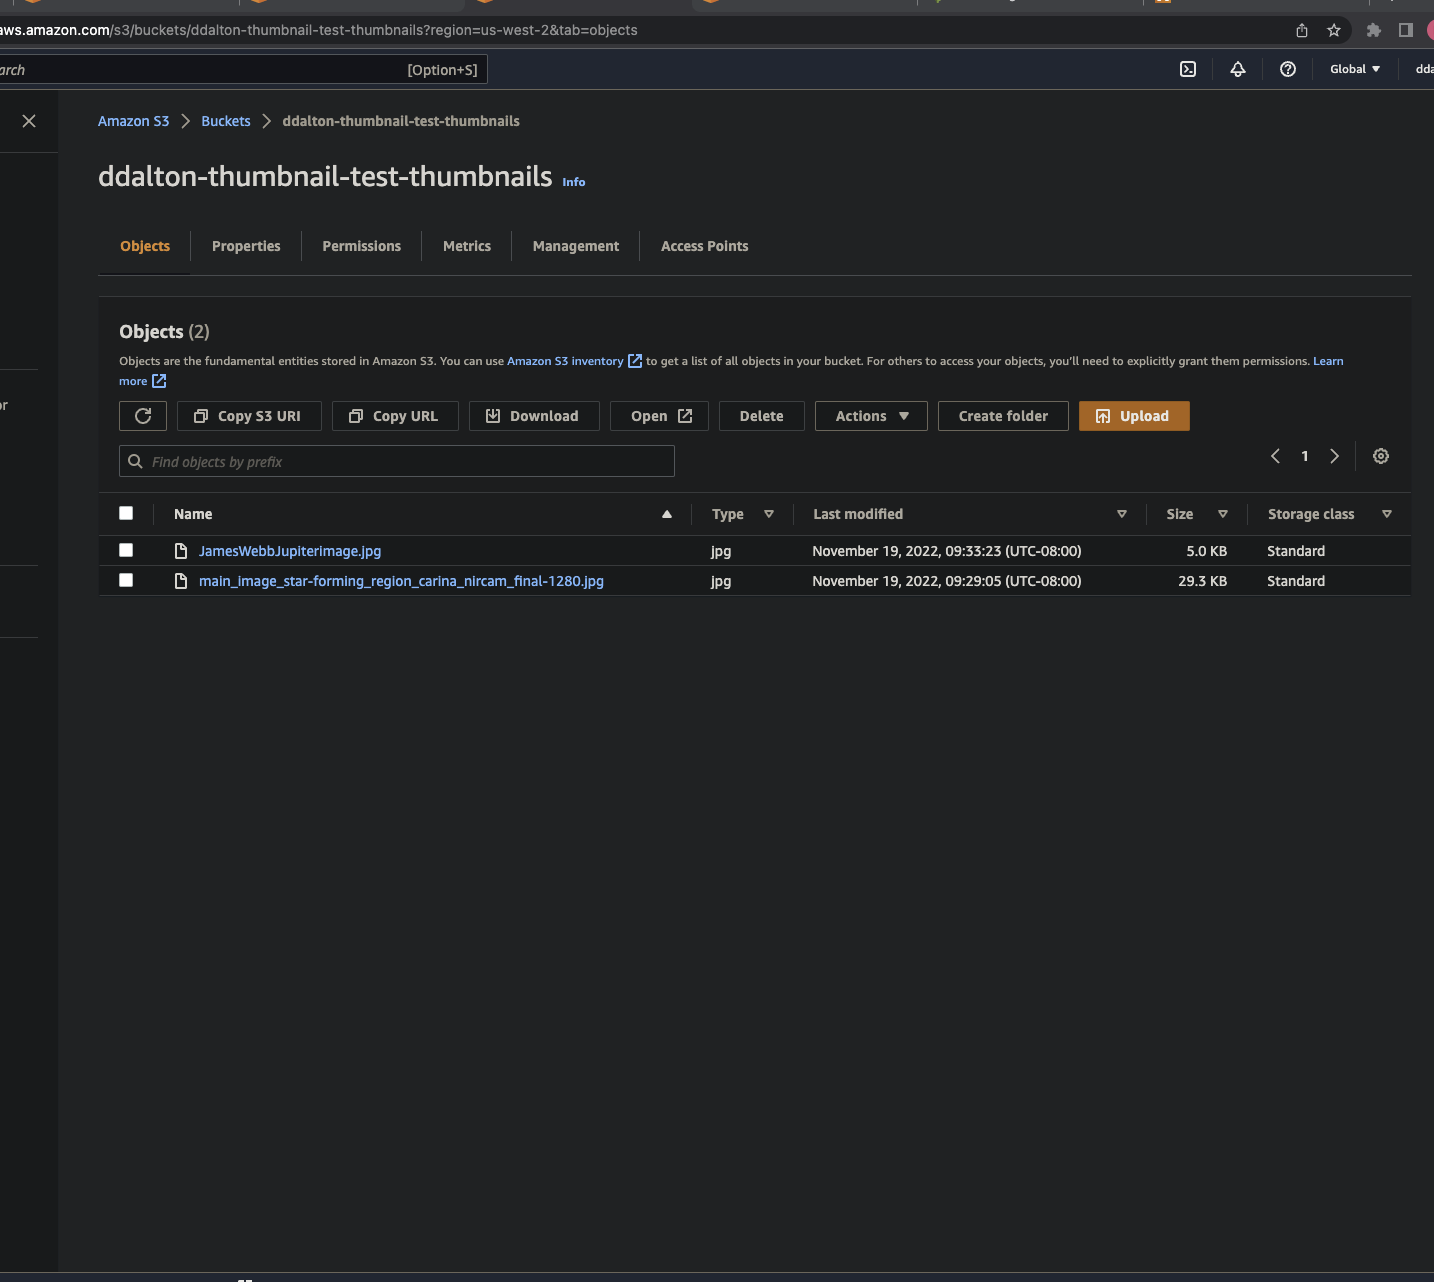 aws.amazon.com/s3/buckets/ddalton-thumbnail-test-thumbnails?region=us-west-2&tab=objects
arch [Option+S] Global dda
Amazon S3 Buckets ddalton-thumbnail-test-thumbnails
ddalton-thumbnail-test-thumbnails Info
Objects Properties Permissions Metrics Management Access Points
Objects (2)
Objects are the fundamental entities stored in Amazon S3. You can use Amazon S3 inventory to get a list of all objects in your bucket. For others to access your objects, you'll need to explicitly grant them permissions. Learn
more
or
Copy S3 URI Copy URL Download Open Delete Actions Create folder Upload
Find objects by prefix 1
Name Type Last modified Size Storage class
JamesWebbJupiterimage.jpg jpg November 19, 2022, 09:33:23 (UTC-08:00) 5.0 KB Standard
main_image_star-forming_region_carina_nircam_final-1280.jpg jpg November 19, 2022, 09:29:05 (UTC-08:00) 29.3 KB Standard